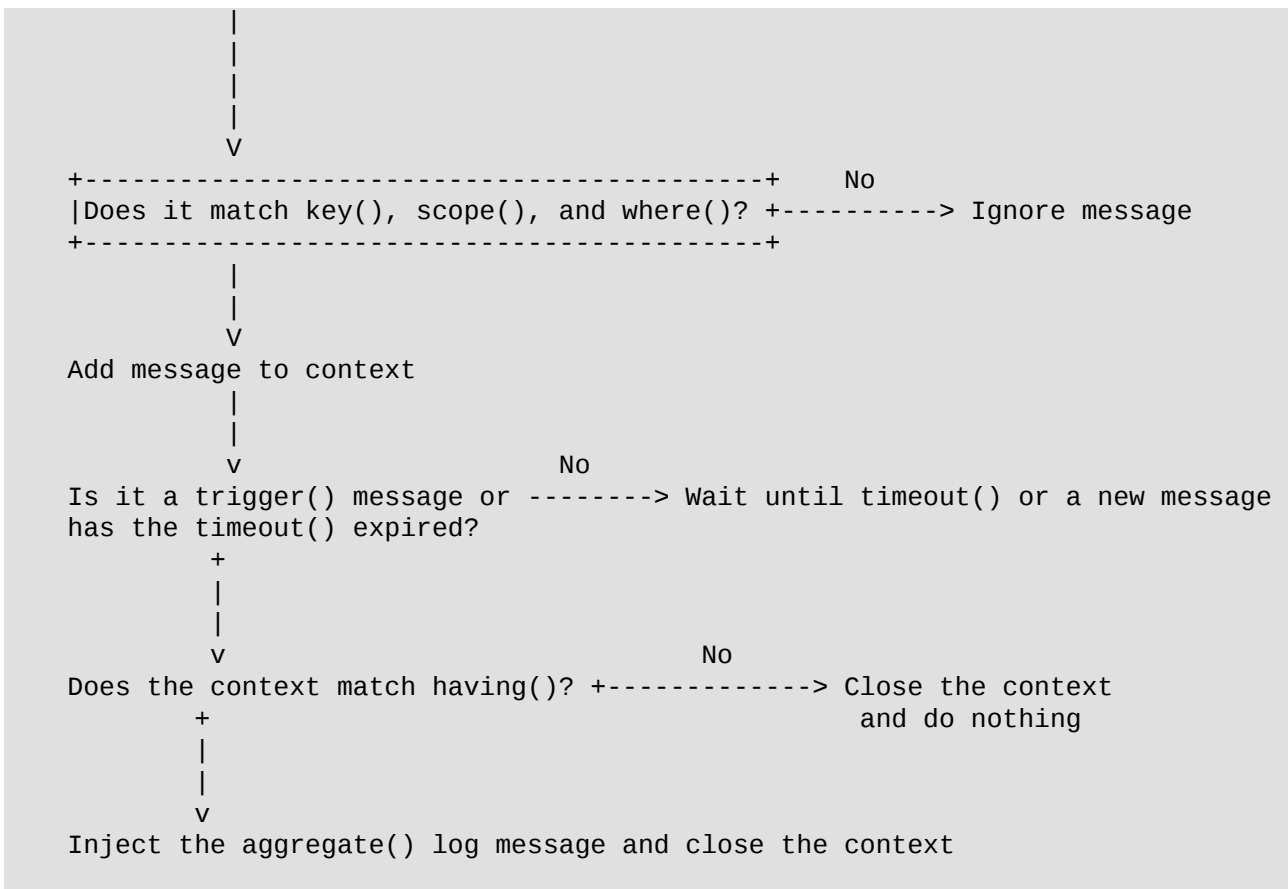 |
            |
            |
            |
            V
+-------------------------------------------+    No
|Does it match key(), scope(), and where()? +----------> Ignore message
+-------------------------------------------+
            |
            |
            V
Add message to context
            |
            |
            v                    No
Is it a trigger() message or --------> Wait until timeout() or a new message
has the timeout() expired?
           +
           |
           |
           v                              No
Does the context match having()? +-------------> Close the context
          +                                       and do nothing
          |
          |
          v
Inject the aggregate() log message and close the context